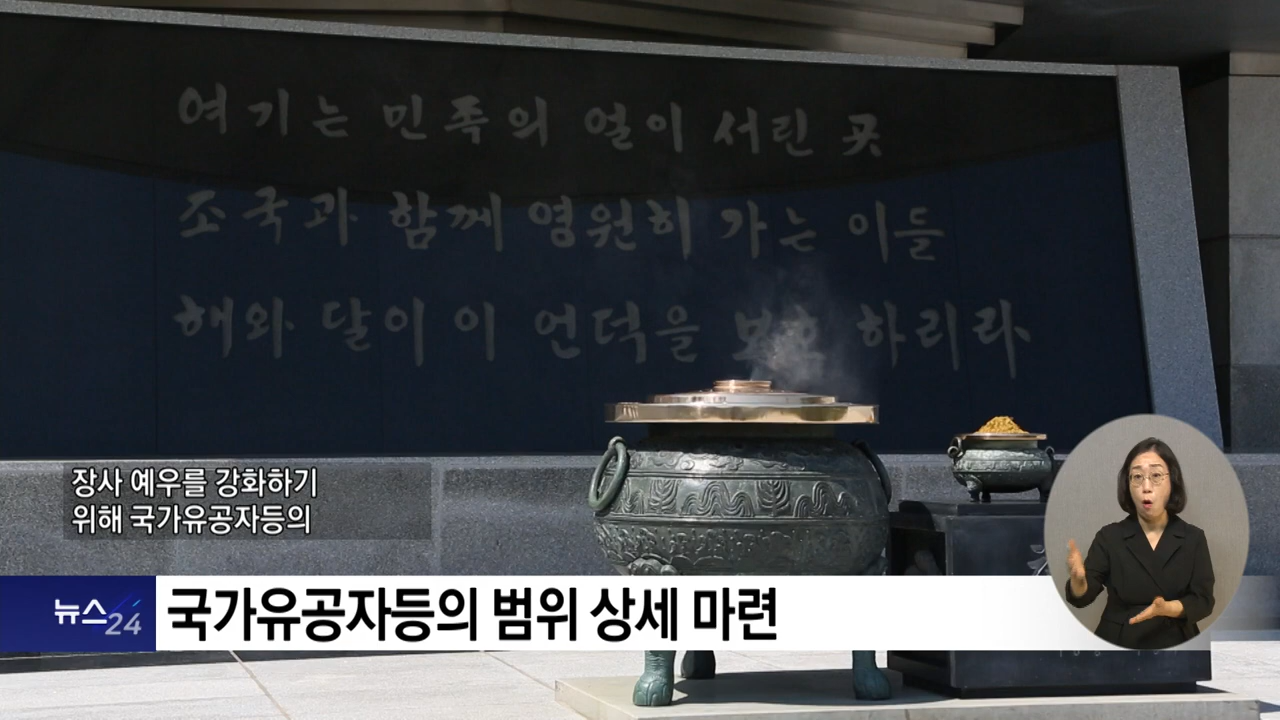 여기는 민족의 얼이 서린 곳
조국과 함께 영원히 가는 이들
해와 달이 이 언덕을 보호 하리라
장사 예우를 강화하기
위해 국가유공자등의
뉴스24
국가유공자등의 범위 상세 마련